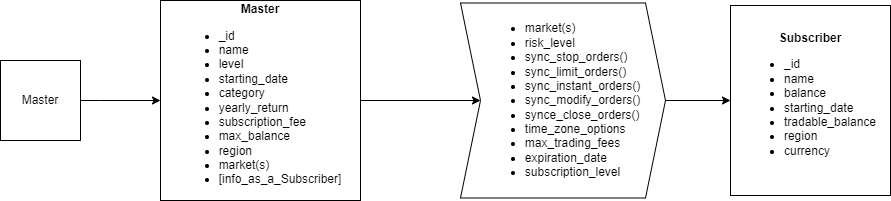 Master
Master
_id
name
level
starting_date
category
yearly_return
subscription_fee
max_balance
region
market(s)
[info_as_a_Subscriber]
market(s)
risk_level
sync_stop_orders()
sync_limit_orders()
sync_instant_orders()
sync_modify_orders()
synce_close_orders()
time_zone_options
max_trading_fees
expiration_date
subscription_level
Subscriber
_id
name
balance
starting_date
tradable_balance
region
currency